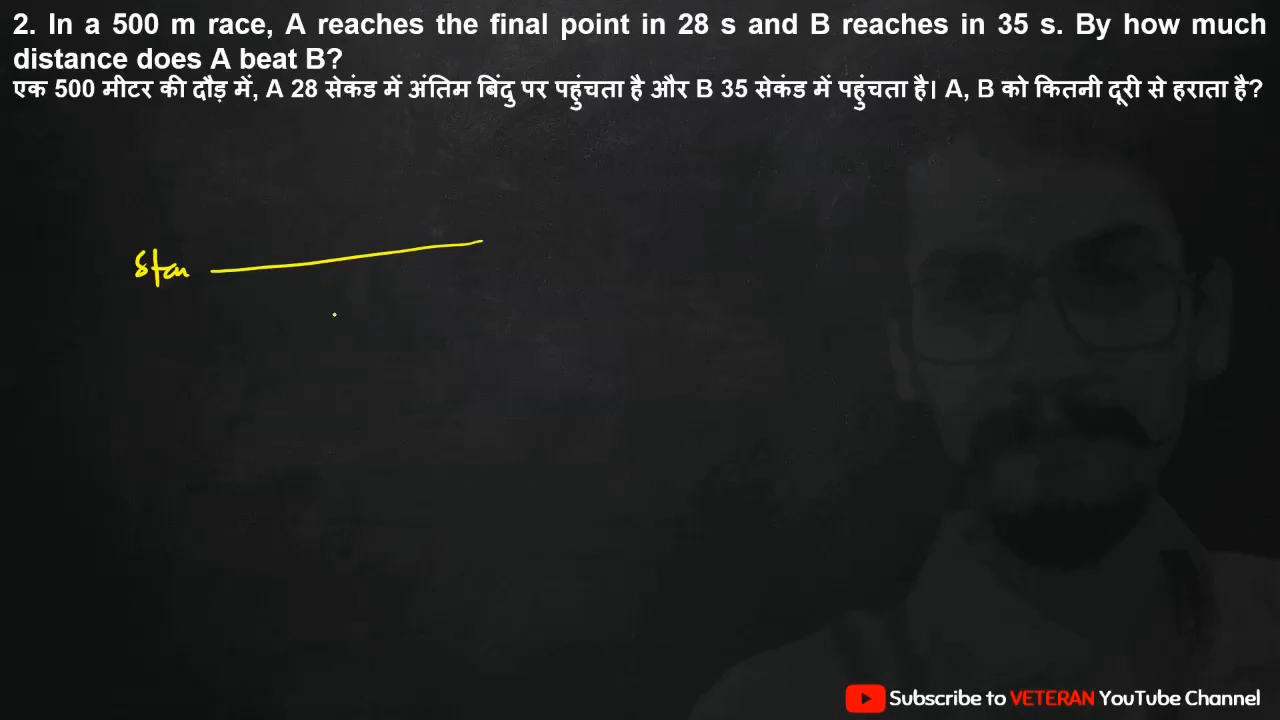 2. In a 500 m race, A reaches the final point in 28 s and B reaches in 35 s. By how much
distance does A beat B?
एक 500 मीटर की दौड़ में, A 28 सेकंड में अंतिम बिंदु पर पहुंचता है और B 35 सेकंड में पहुंचता है। A, B को कितनी दूरी से हराता है?
Star
Subscribe to VETERAN YouTube Channel